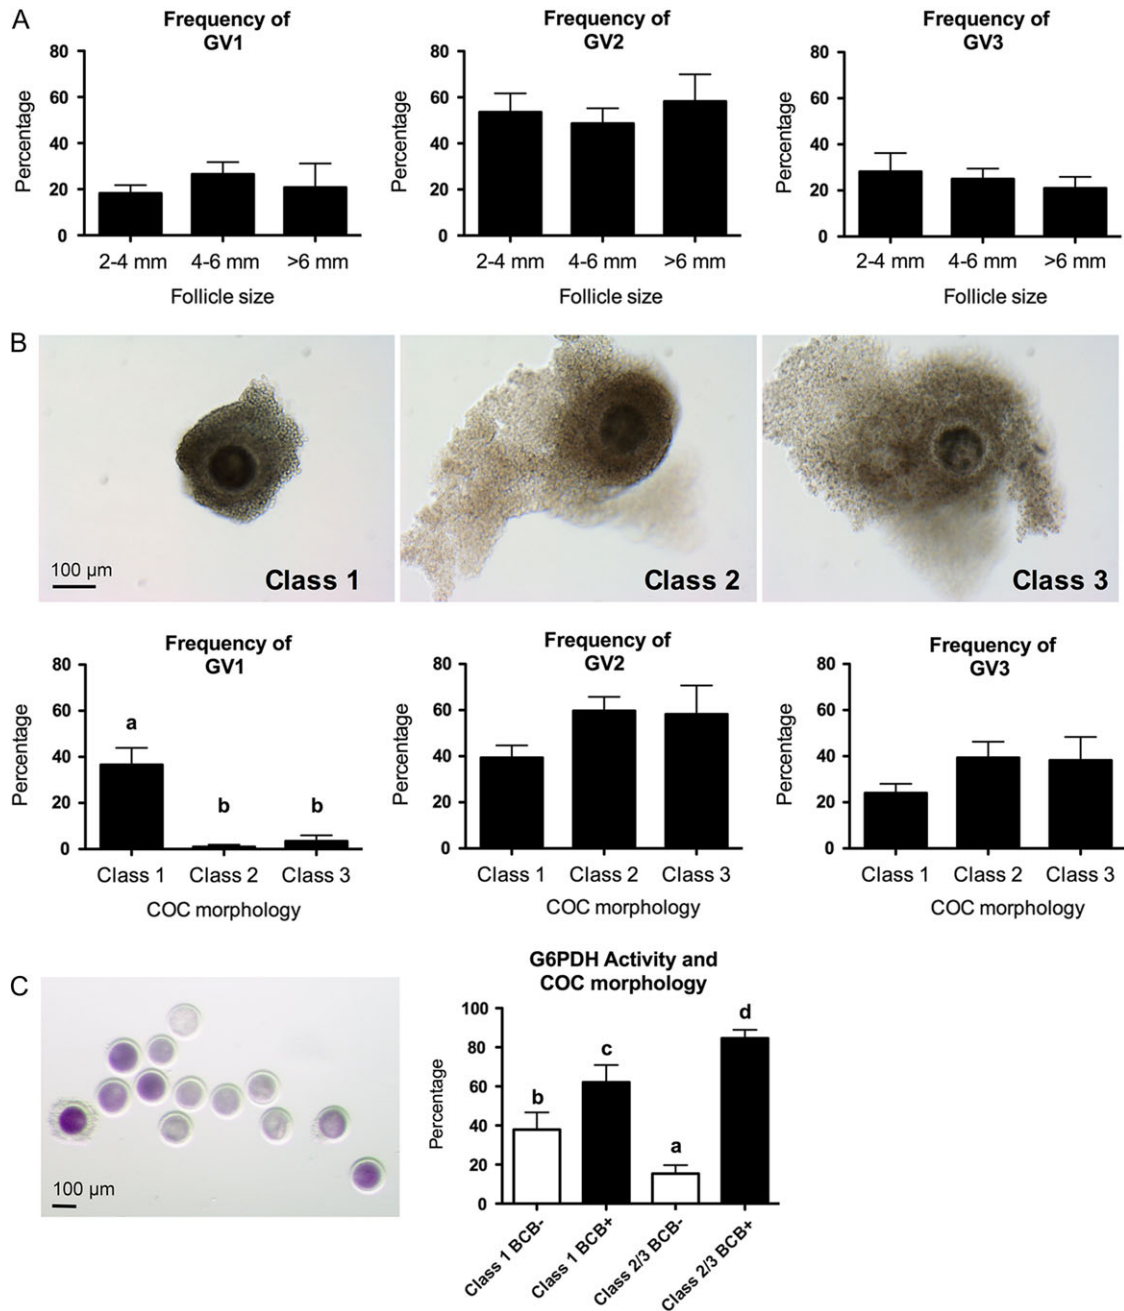 A
Frequency of
GV1
80
60
40
20
0
Percentage
2-4 mm 4-6 mm >6 mm
Follicle size
Frequency of
GV2
80
60
40
20
0
Percentage
2-4 mm 4-6 mm >6 mm
Follicle size
Frequency of
GV3
80
60
40
20
0
Percentage
2-4 mm 4-6 mm >6 mm
Follicle size
B
100 µm
Class 1
Class 2
Class 3
Frequency of
GV1
80
60
40
20
0
Percentage
a
b
b
Class 1 Class 2 Class 3
COC morphology
Frequency of
GV2
80
60
40
20
0
Percentage
Class 1 Class 2 Class 3
COC morphology
Frequency of
GV3
80
60
40
20
0
Percentage
Class 1 Class 2 Class 3
COC morphology
C
100 µm
G6PDH Activity and
COC morphology
100
80
60
40
20
0
Percentage
b
c
a
d
Class 1 BCB-
Class 1 BCB+
Class 2/3 BCB-
Class 2/3 BCB+